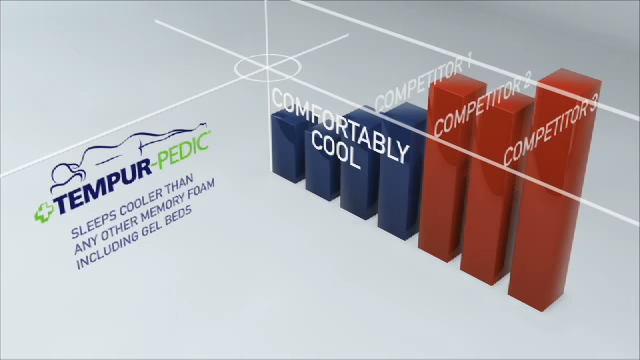 COMPETITOR 1
COMPETITOR 2
COMPETITOR 3
COMFORTABLY
COOL
TEMPUR-PEDIC®
SLEEPS COOLER THAN
ANY OTHER MEMORY FOAM
INCLUDING GEL BEDS